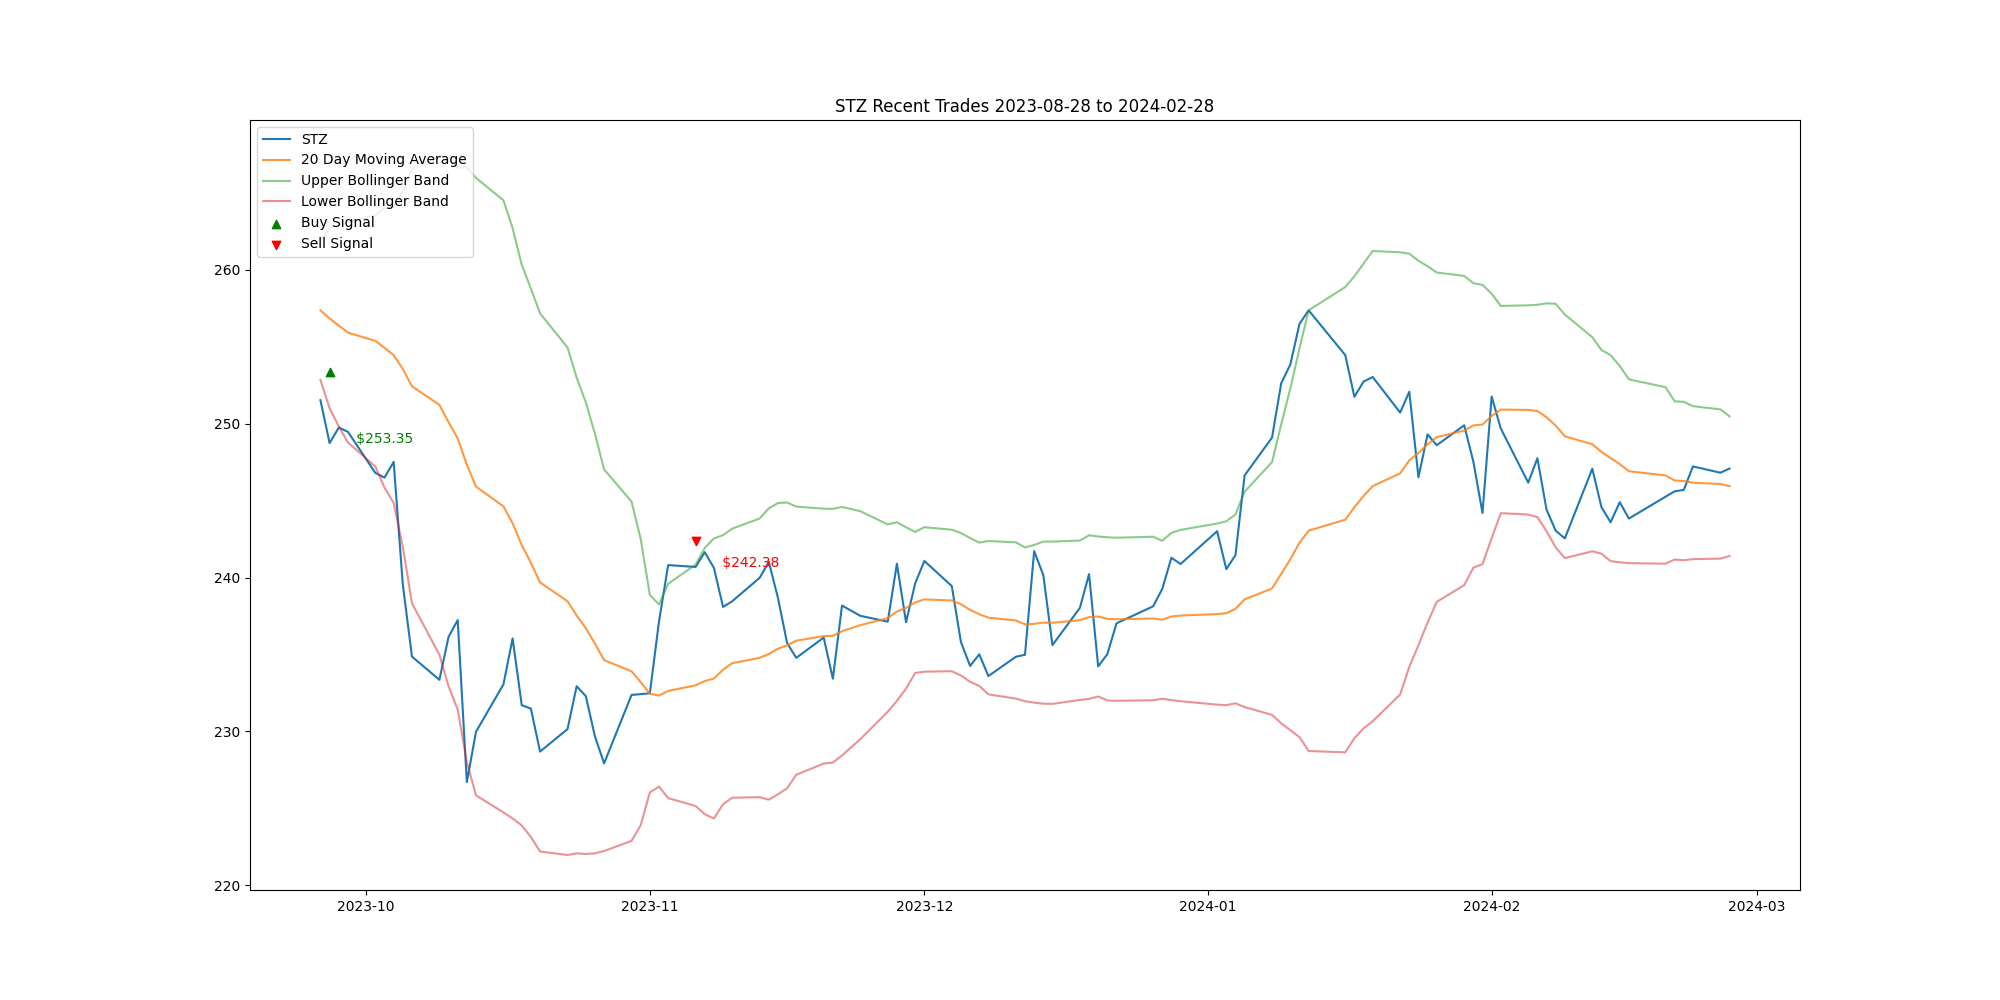 STZ Recent Trades 2023-08-28 to 2024-02-28
STZ
20 Day Moving Average
Upper Bollinger Band
Lower Bollinger Band
Buy Signal
Sell Signal
260
250
240
230
220
$253.35
$242.38
2023-10
2023-11
2023-12
2024-01
2024-02
2024-03